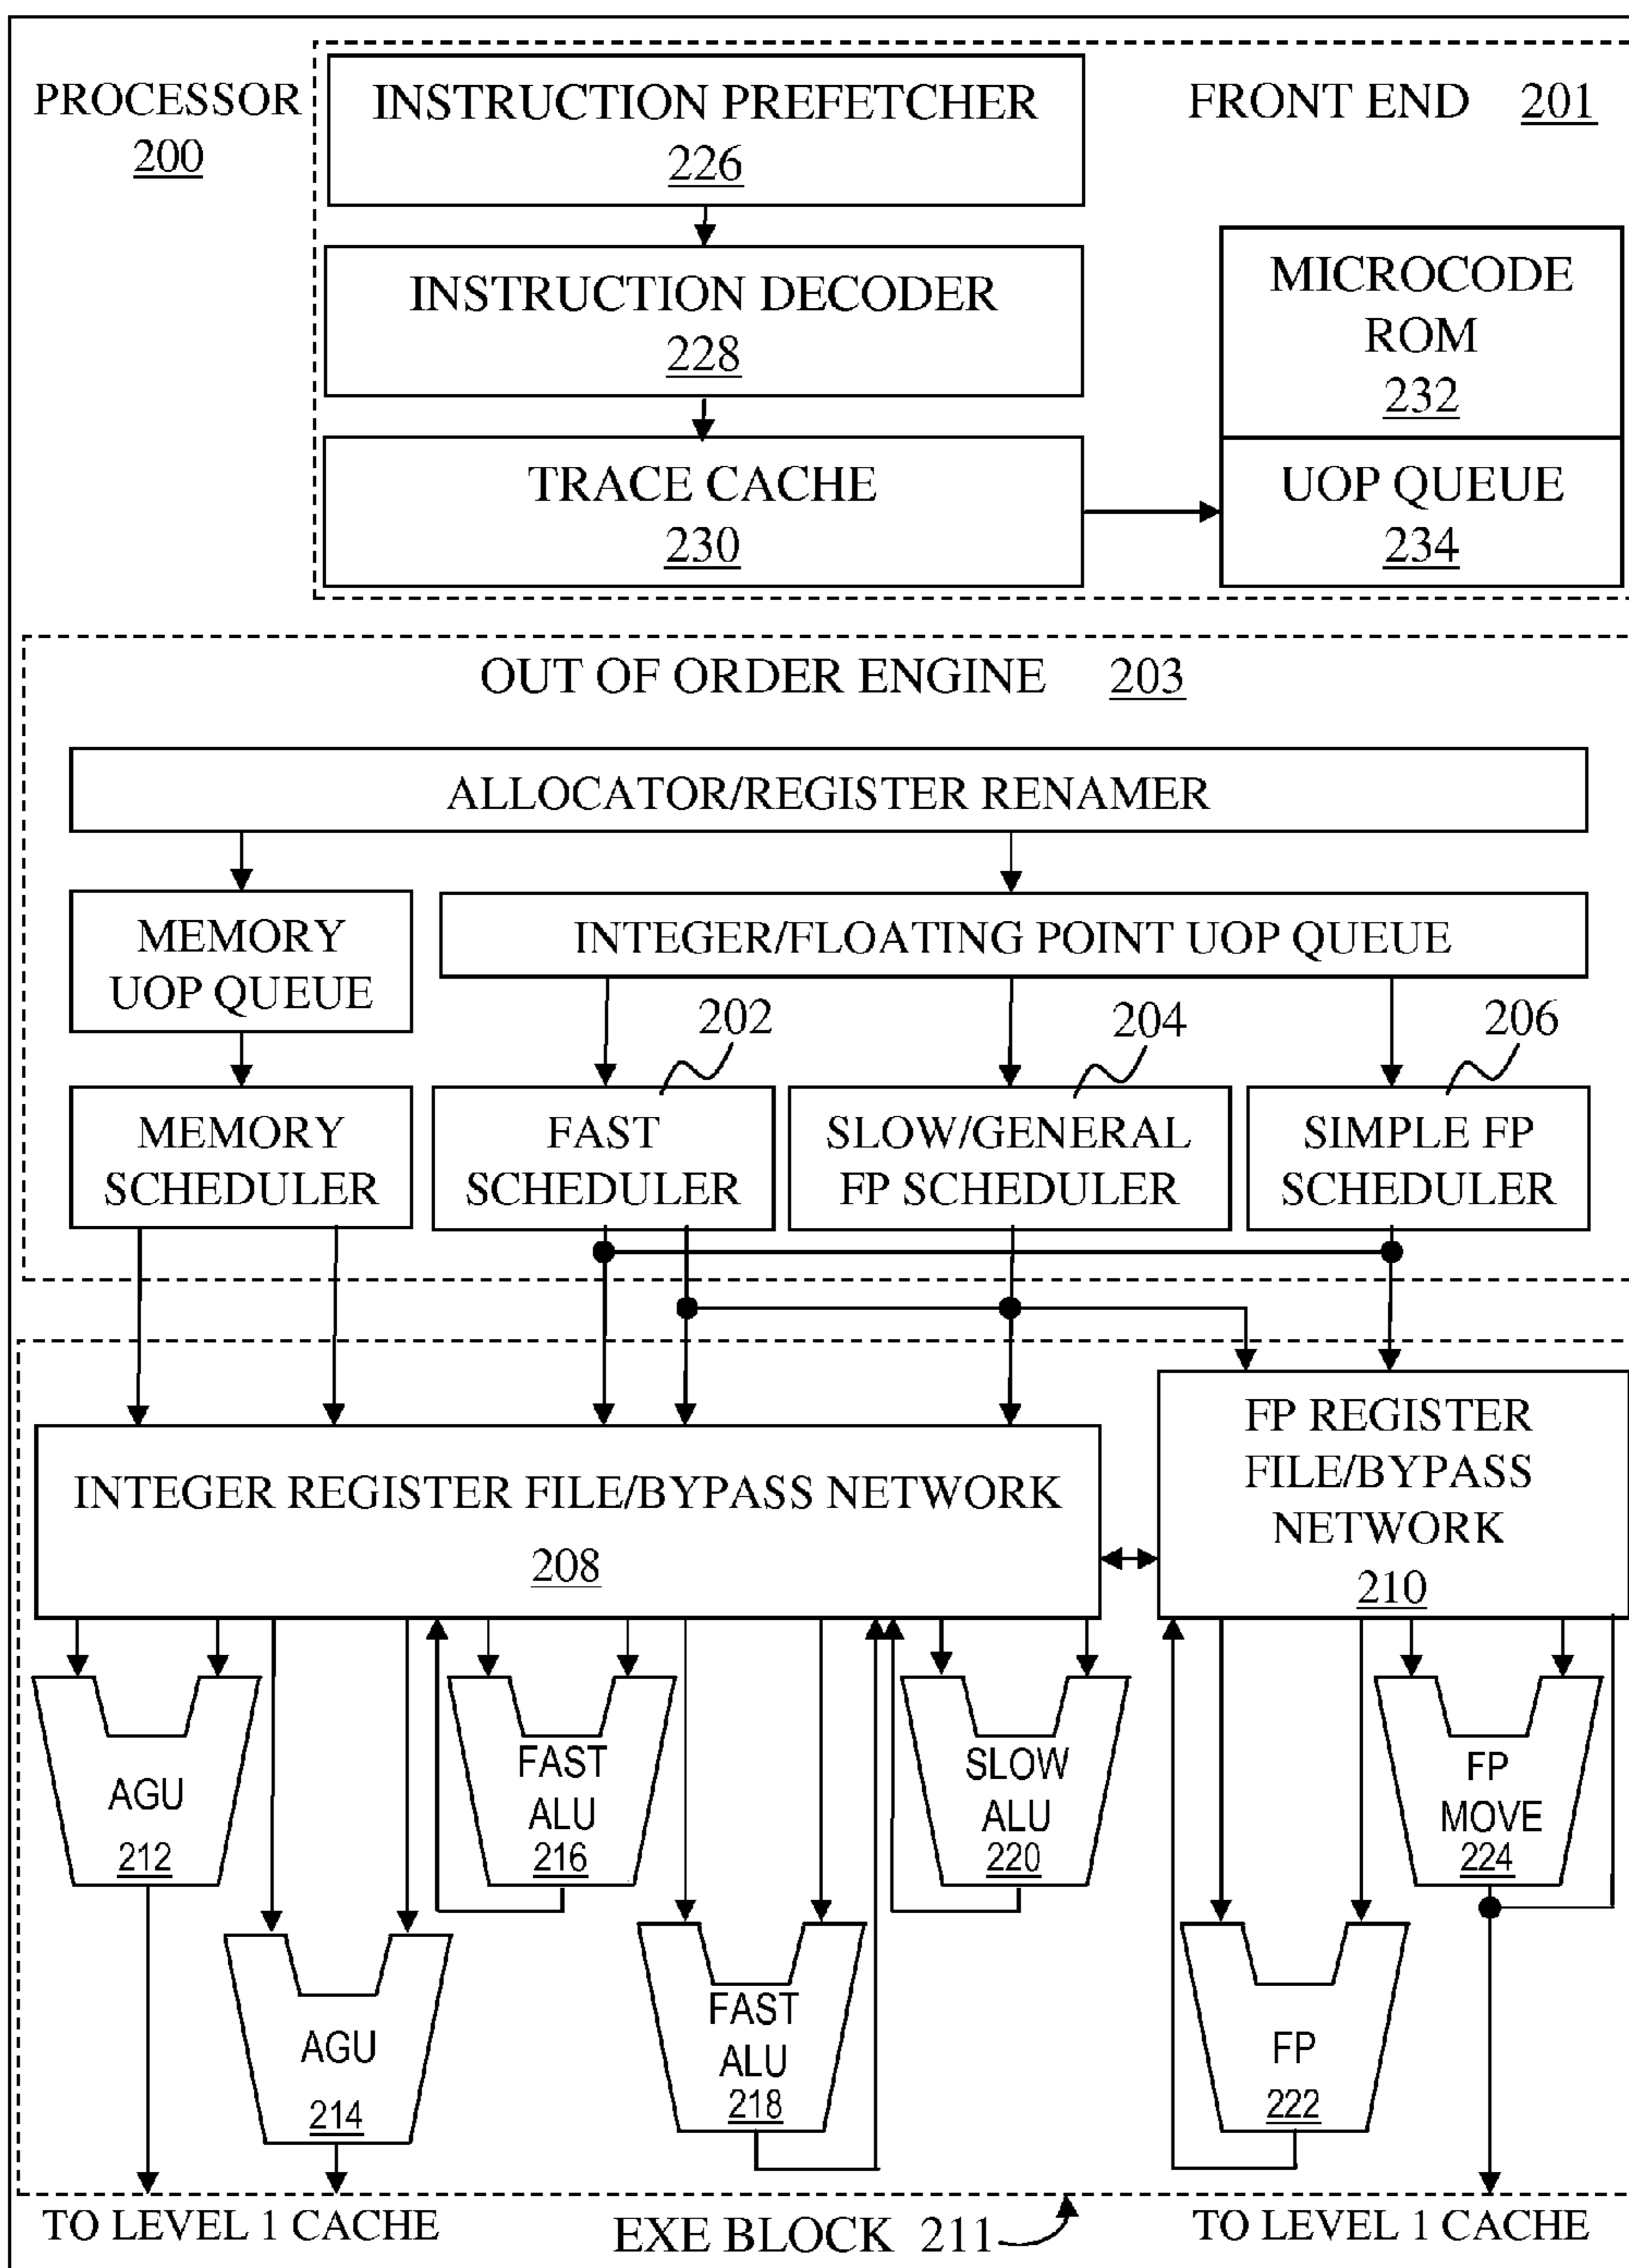 PROCESSOR
200
INSTRUCTION PREFETCHER
226
FRONT END 201
INSTRUCTION DECODER
228
MICROCODE
ROM
232
TRACE CACHE
230
UOP QUEUE
234
OUT OF ORDER ENGINE 203
ALLOCATOR/REGISTER RENAMER
MEMORY
UOP QUEUE
INTEGER/FLOATING POINT UOP QUEUE
202
204
206
MEMORY
SCHEDULER
FAST
SCHEDULER
SLOW/GENERAL
FP SCHEDULER
SIMPLE FP
SCHEDULER
INTEGER REGISTER FILE/BYPASS NETWORK
208
FP REGISTER
FILE/BYPASS
NETWORK
210
AGU
212
FAST
ALU
216
SLOW
ALU
220
FP
MOVE
224
AGU
214
FAST
ALU
218
FP
222
TO LEVEL 1 CACHE
EXE BLOCK 211
TO LEVEL 1 CACHE